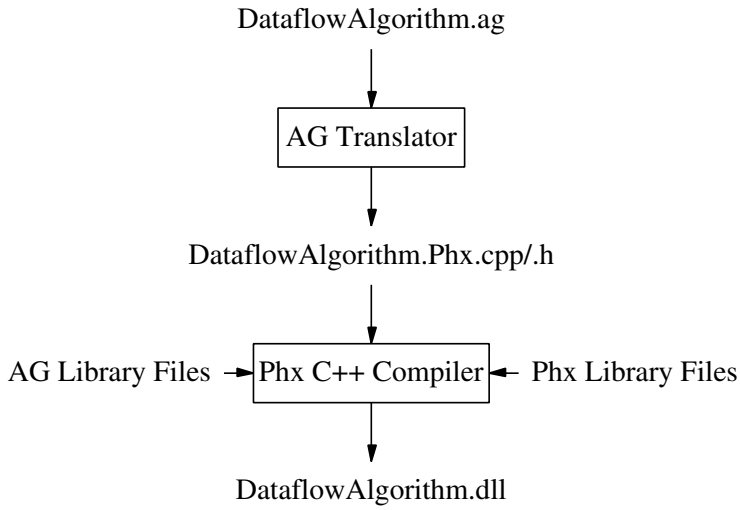 DataflowAlgorithm.ag
AG Translator
DataflowAlgorithm.Phx.cpp/.h
AG Library Files Phx C++ Compiler Phx Library Files
DataflowAlgorithm.dll